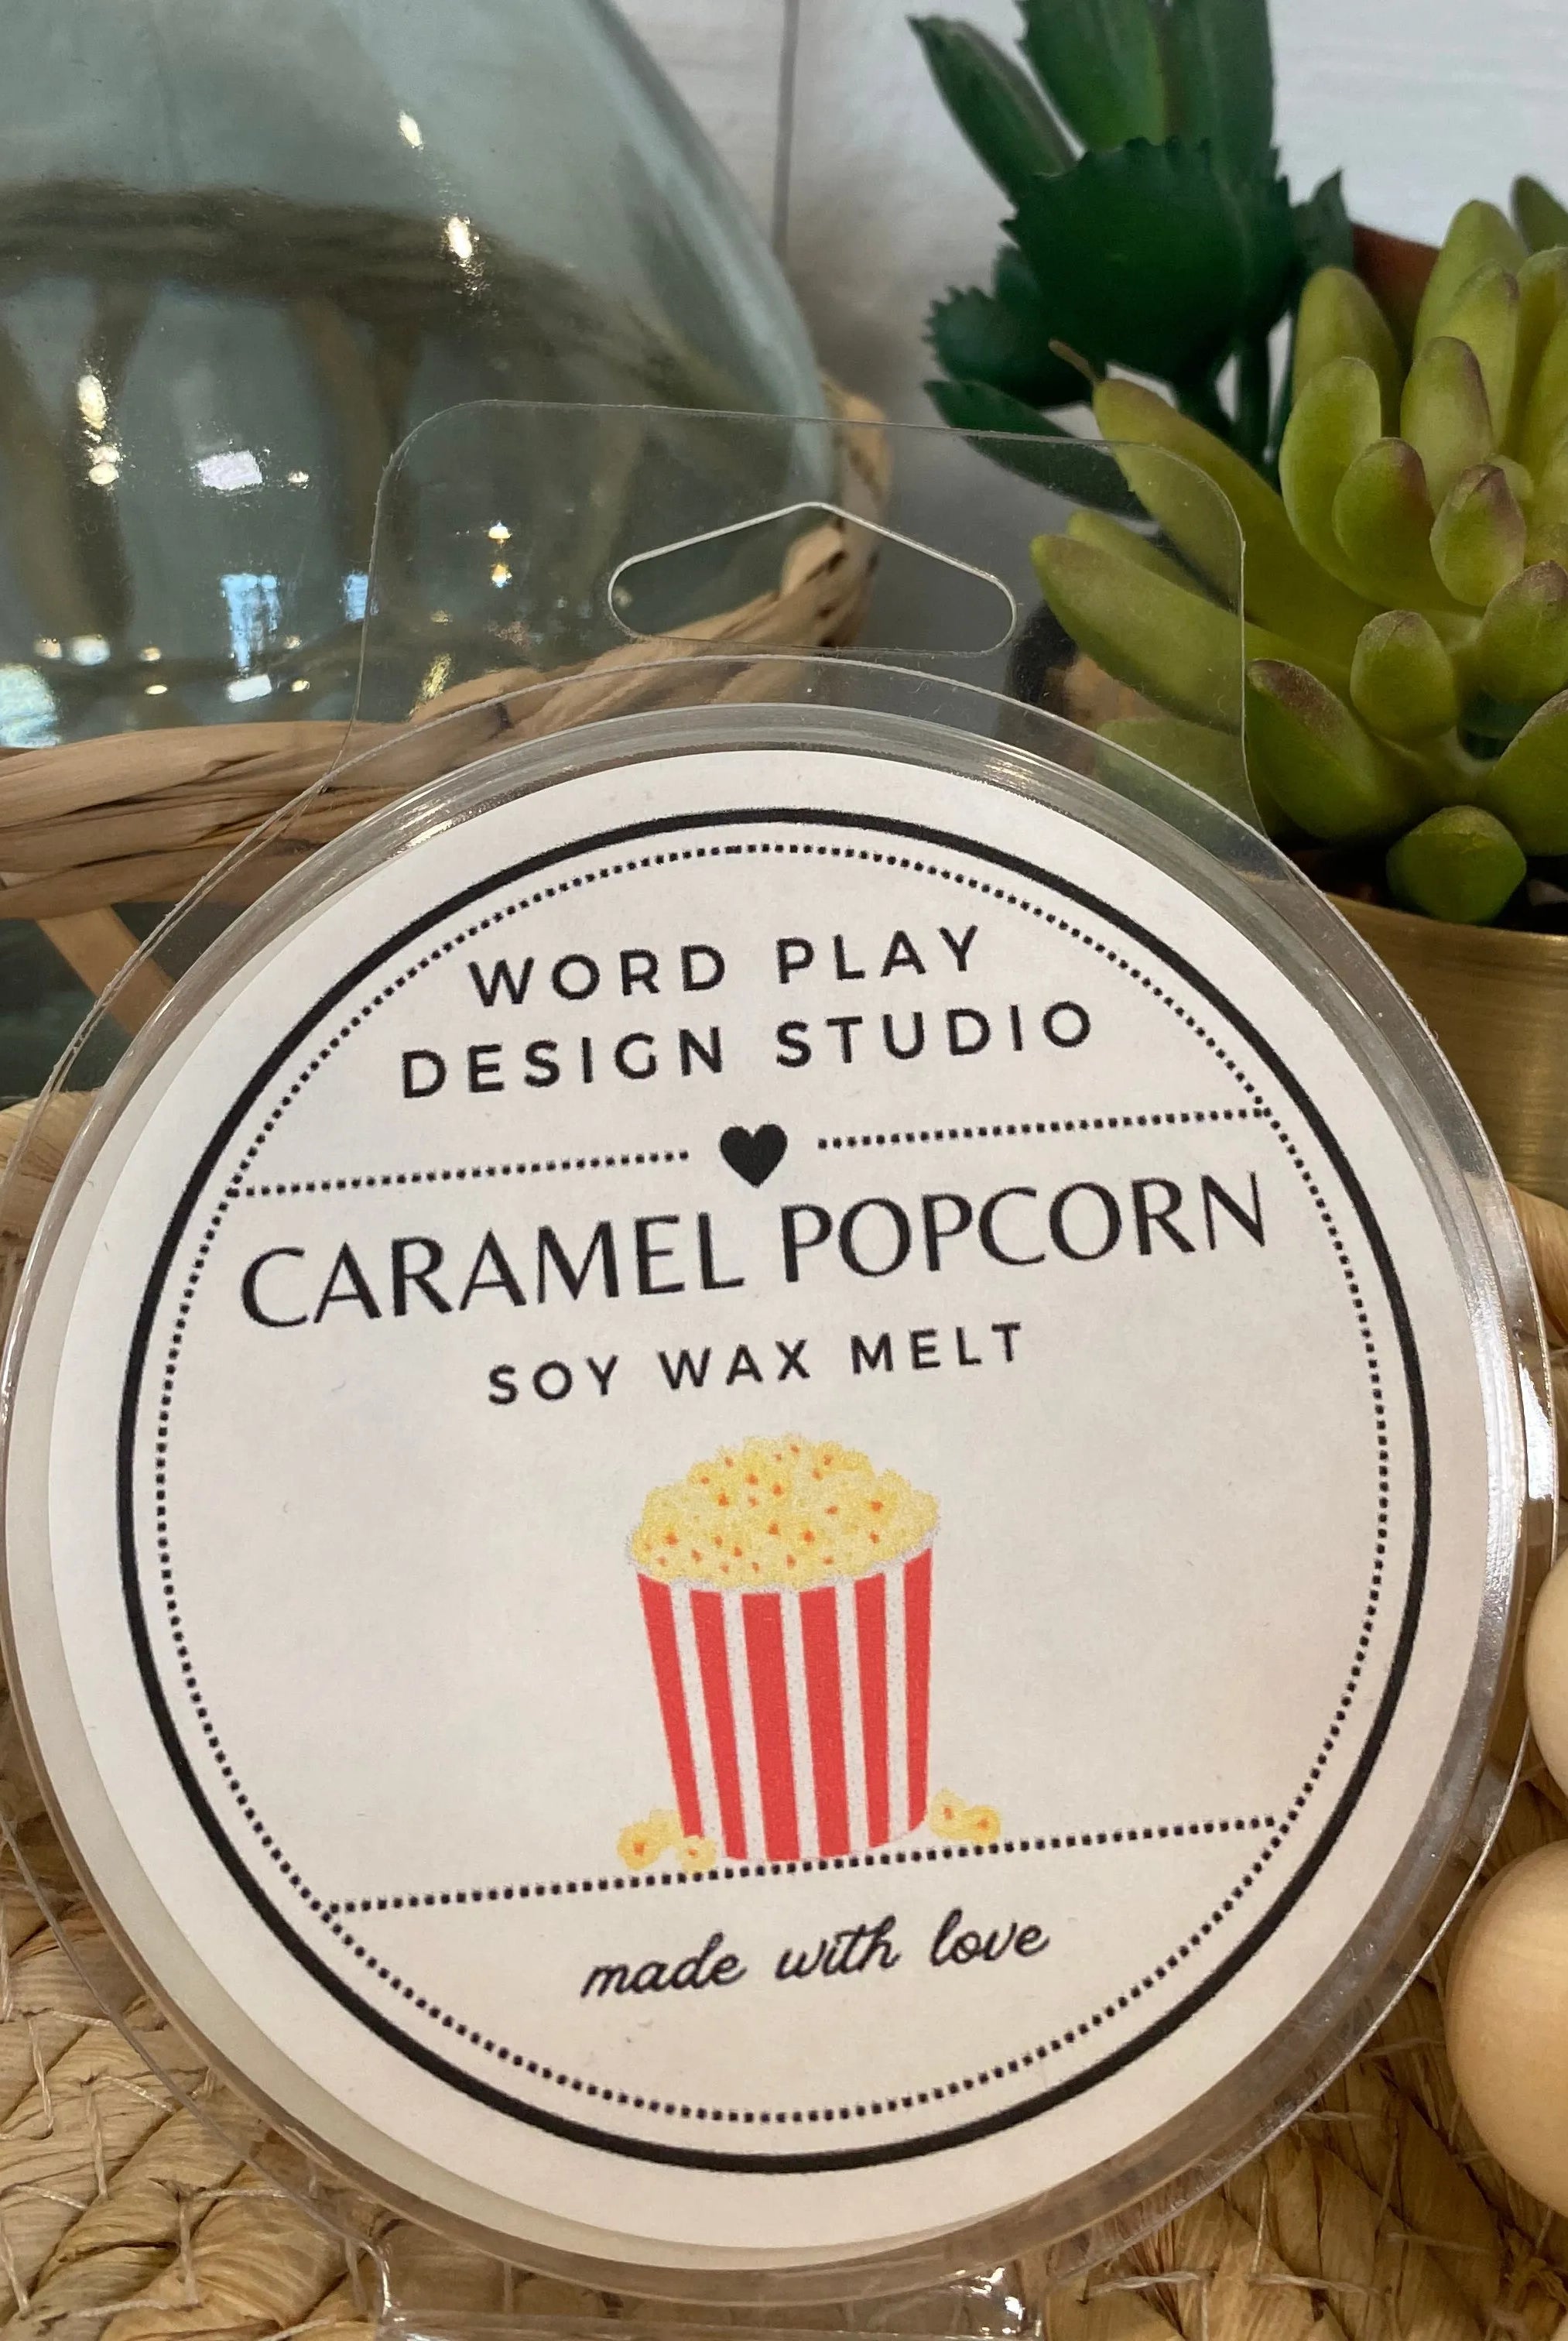 WORD PLAY
DESIGN STUDIO
CARAMEL POPCORN
SOY WAX MELT
made with love